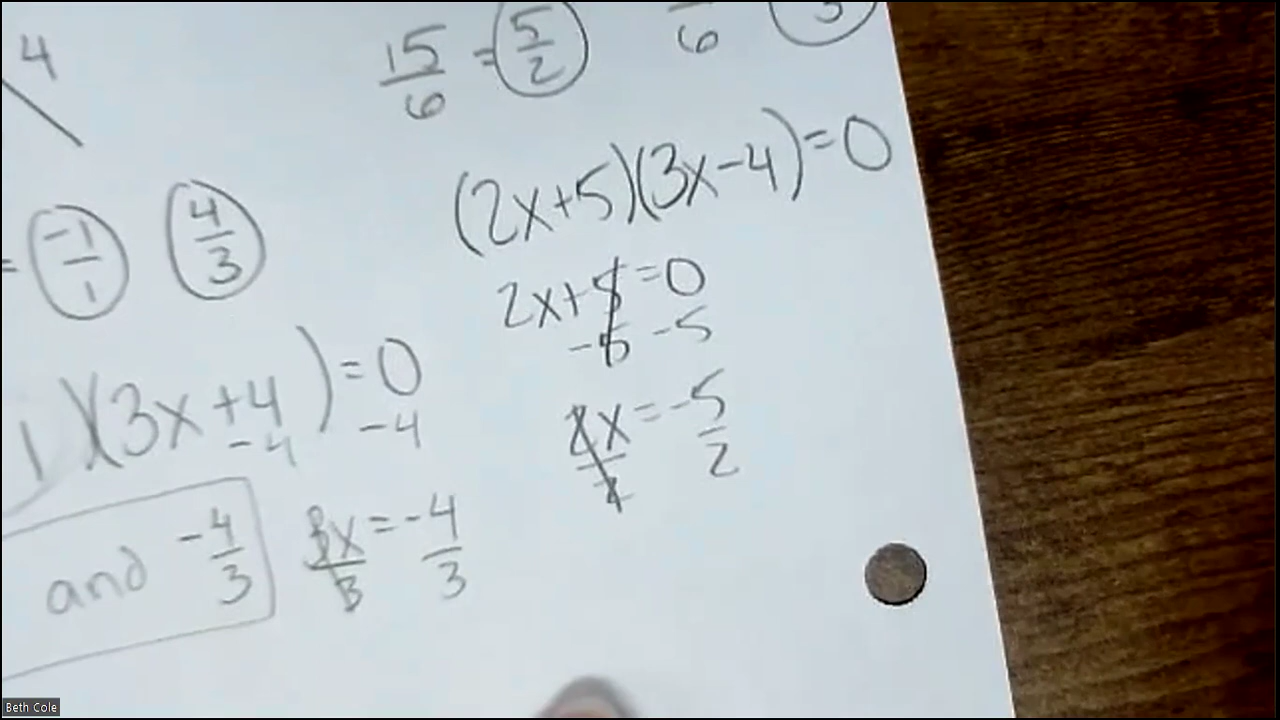 4
15/6 = 5/2
/6 3
(2x+5)(3x-4)=0
= -1/1 4/3
2x+5=0
-5 -5
1)(3x+4)=0
-4 -4
2x/2 = -5/2
and -4/3
3x/3 = -4/3
Beth Cole